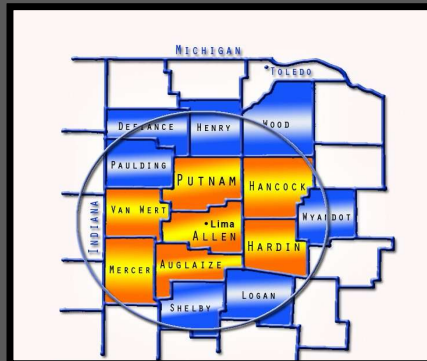 MICHIGAN
TOLEDO
DEFIANCE
HENRY
WOOD
PAULDING
PUTNAM
HANCOCK
VAN WERT
Lima
ALLEN
WYANDOT
INDIANA
HARDIN
MERCER
AUGLAIZE
SHELBY
LOGAN